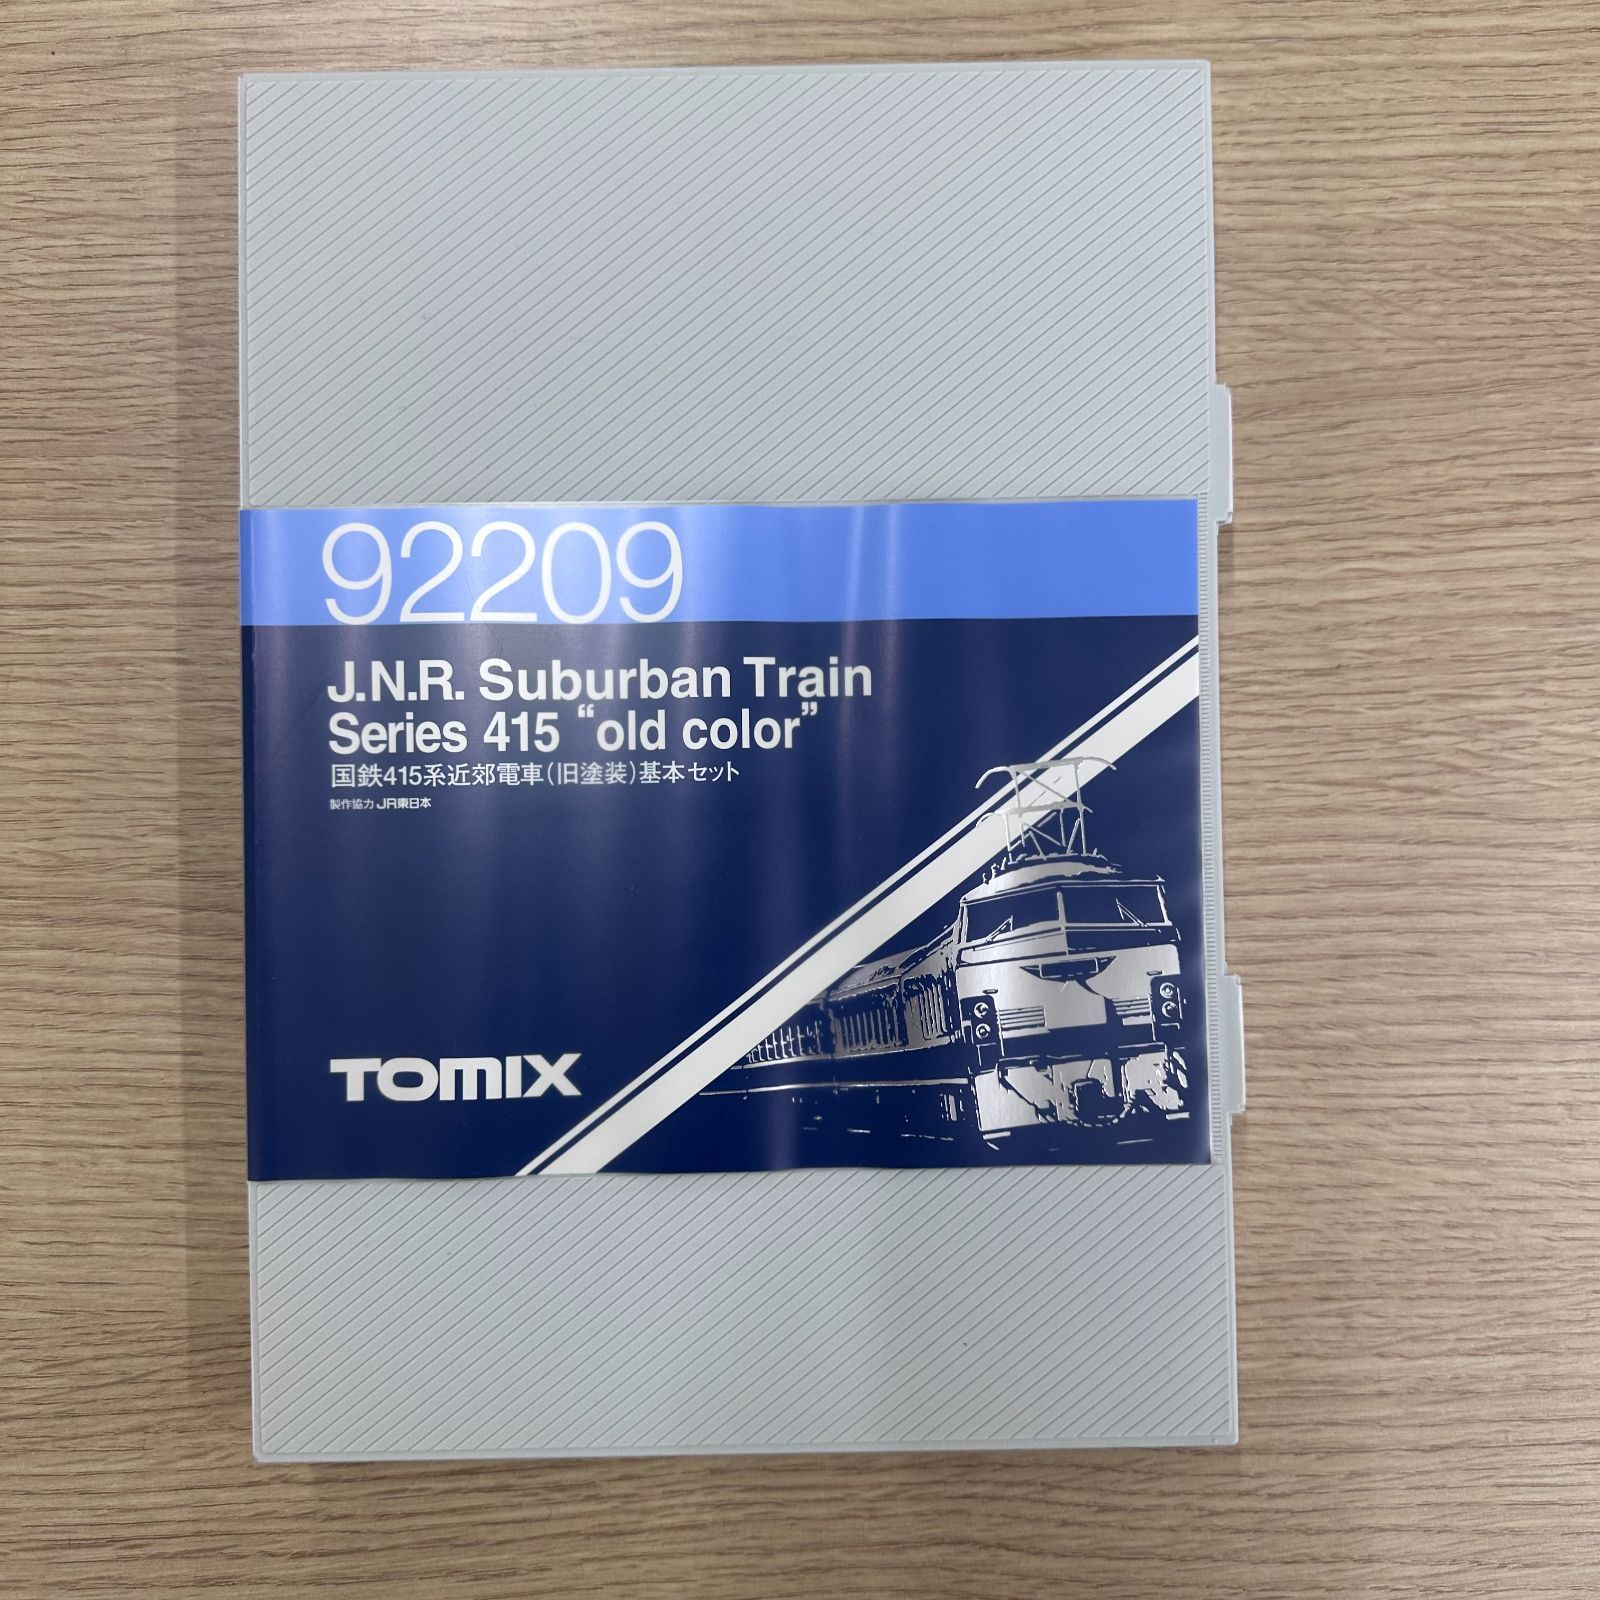 92209
J.N.R. Suburban Train
Series 415 “old color”
国鉄415系近郊電車(旧塗装)基本セット
製作協力 JR東日本
TOMIX